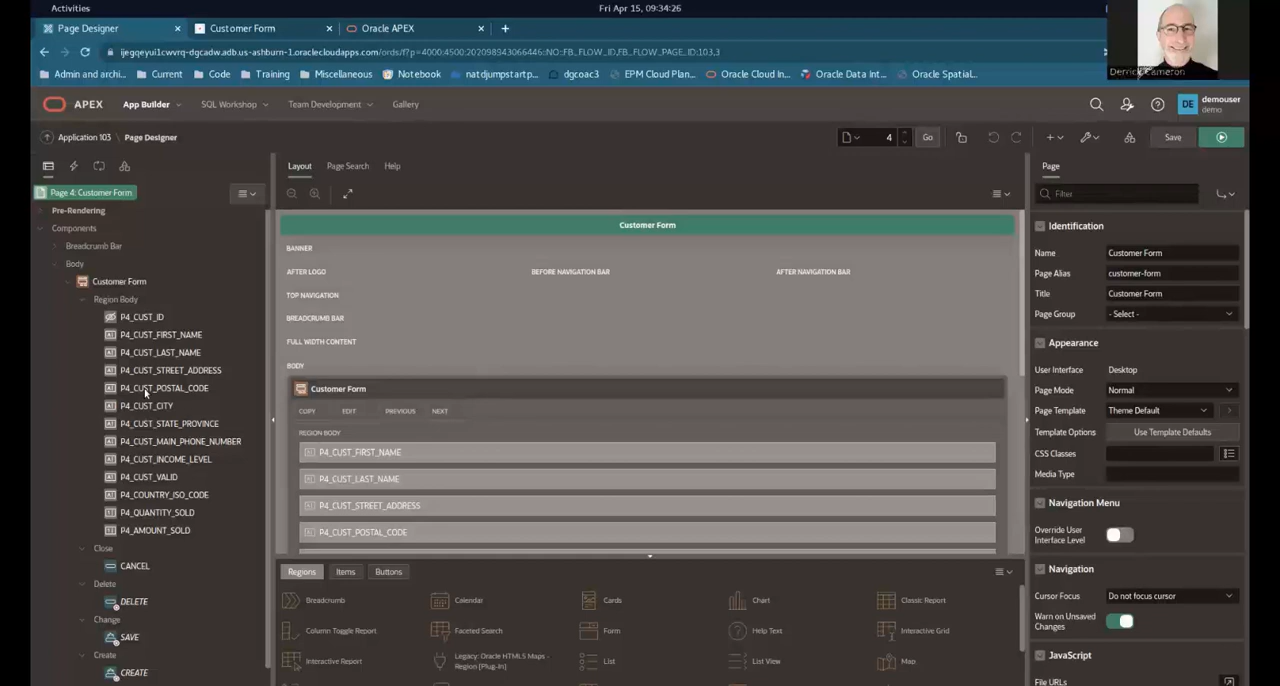 Activities
Fri Apr 15, 09:34:26
Page Designer
Customer Form
Oracle APEX
Derrick Cameron
Admin and archi...
Current
Code
Training
Miscellaneous
Notebook
natdjumpstartp...
dgcoac3
EPM Cloud Plan...
Oracle Cloud In...
Oracle Data Int...
Oracle Spatial...
APEX
App Builder
SQL Workshop
Team Development
Gallery
DE
demouser
demo
Application 103
Page Designer
4
Go
Save
Layout
Page Search
Help
Page
Page 4: Customer Form
Pre-Rendering
Components
Breadcrumb Bar
Body
Customer Form
Region Body
P4_CUST_ID
P4_CUST_FIRST_NAME
P4_CUST_LAST_NAME
P4_CUST_STREET_ADDRESS
P4_CUST_POSTAL_CODE
P4_CUST_CITY
P4_CUST_STATE_PROVINCE
P4_CUST_MAIN_PHONE_NUMBER
P4_CUST_INCOME_LEVEL
P4_CUST_VALID
P4_COUNTRY_ISO_CODE
P4_QUANTITY_SOLD
P4_AMOUNT_SOLD
Close
CANCEL
Delete
DELETE
Change
SAVE
Create
CREATE
Customer Form
BANNER
AFTER LOGO
BEFORE NAVIGATION BAR
AFTER NAVIGATION BAR
TOP NAVIGATION
BREADCRUMB BAR
FULL WIDTH CONTENT
BODY
Customer Form
COPY
EDIT
PREVIOUS
NEXT
REGION BODY
P4_CUST_FIRST_NAME
P4_CUST_LAST_NAME
P4_CUST_STREET_ADDRESS
P4_CUST_POSTAL_CODE
Regions
Items
Buttons
Breadcrumb
Calendar
Cards
Chart
Classic Report
Column Toggle Report
Faceted Search
Form
Help Text
Interactive Grid
Interactive Report
Legacy: Oracle HTML5 Maps -
Region [Plug-In]
List
List View
Map
Filter
Identification
Name
Customer Form
Page Alias
customer-form
Title
Customer Form
Page Group
- Select -
Appearance
User Interface
Desktop
Page Mode
Normal
Page Template
Theme Default
Template Options
Use Template Defaults
CSS Classes
Media Type
Navigation Menu
Override User
Interface Level
Navigation
Cursor Focus
Do not focus cursor
Warn on Unsaved
Changes
JavaScript
File URLs